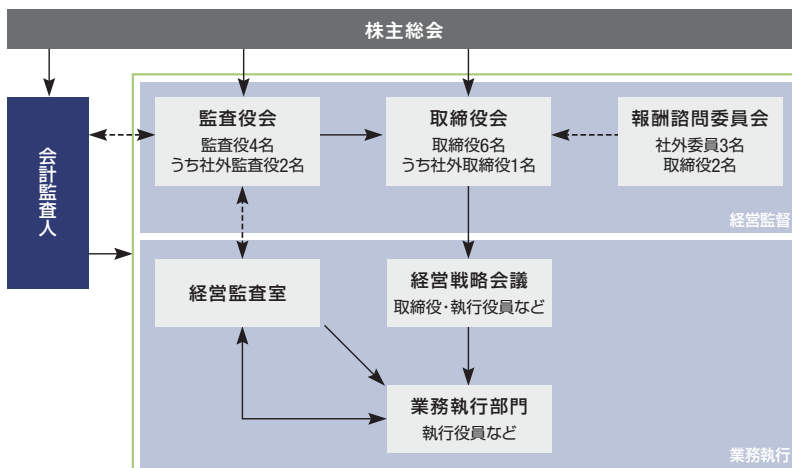 株主総会
会計監査人
監査役会
監査役4名
うち社外監査役2名
取締役会
取締役6名
うち社外取締役1名
報酬諮問委員会
社外委員3名
取締役2名
経営監督
経営監査室
経営戦略会議
取締役・執行役員など
業務執行部門
執行役員など
業務執行